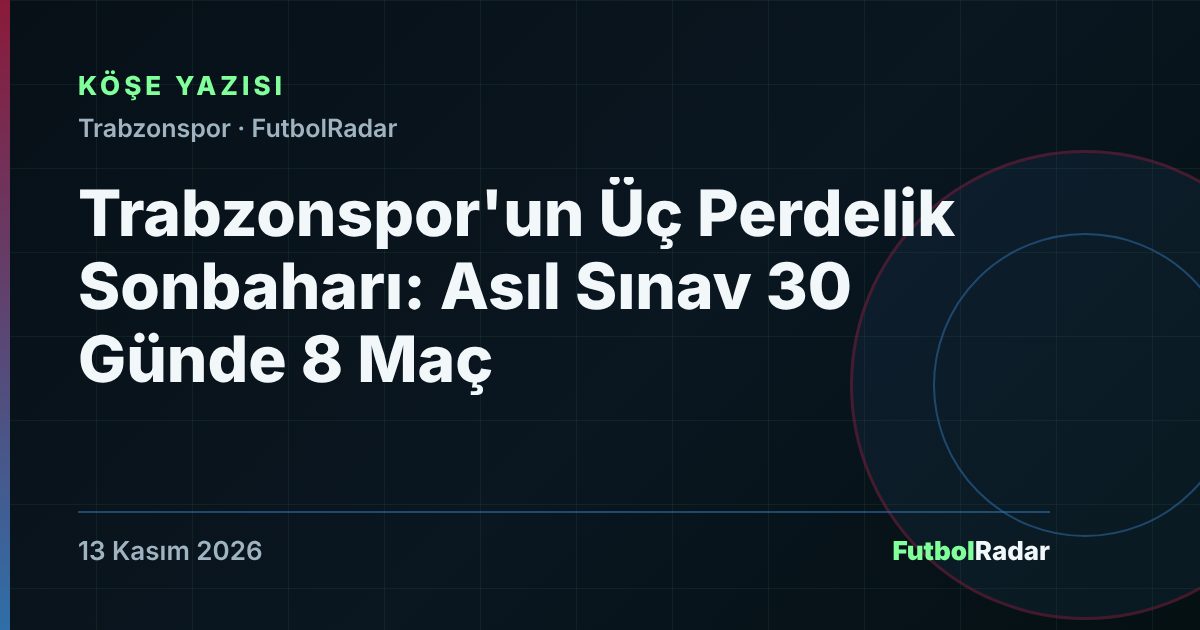 KÖŞE YAZISI
Trabzonspor · FutbolRadar
Trabzonspor'un Üç Perdelik
Sonbaharı: Asıl Sınav 30
Günde 8 Maç
13 Kasım 2026
FutbolRadar